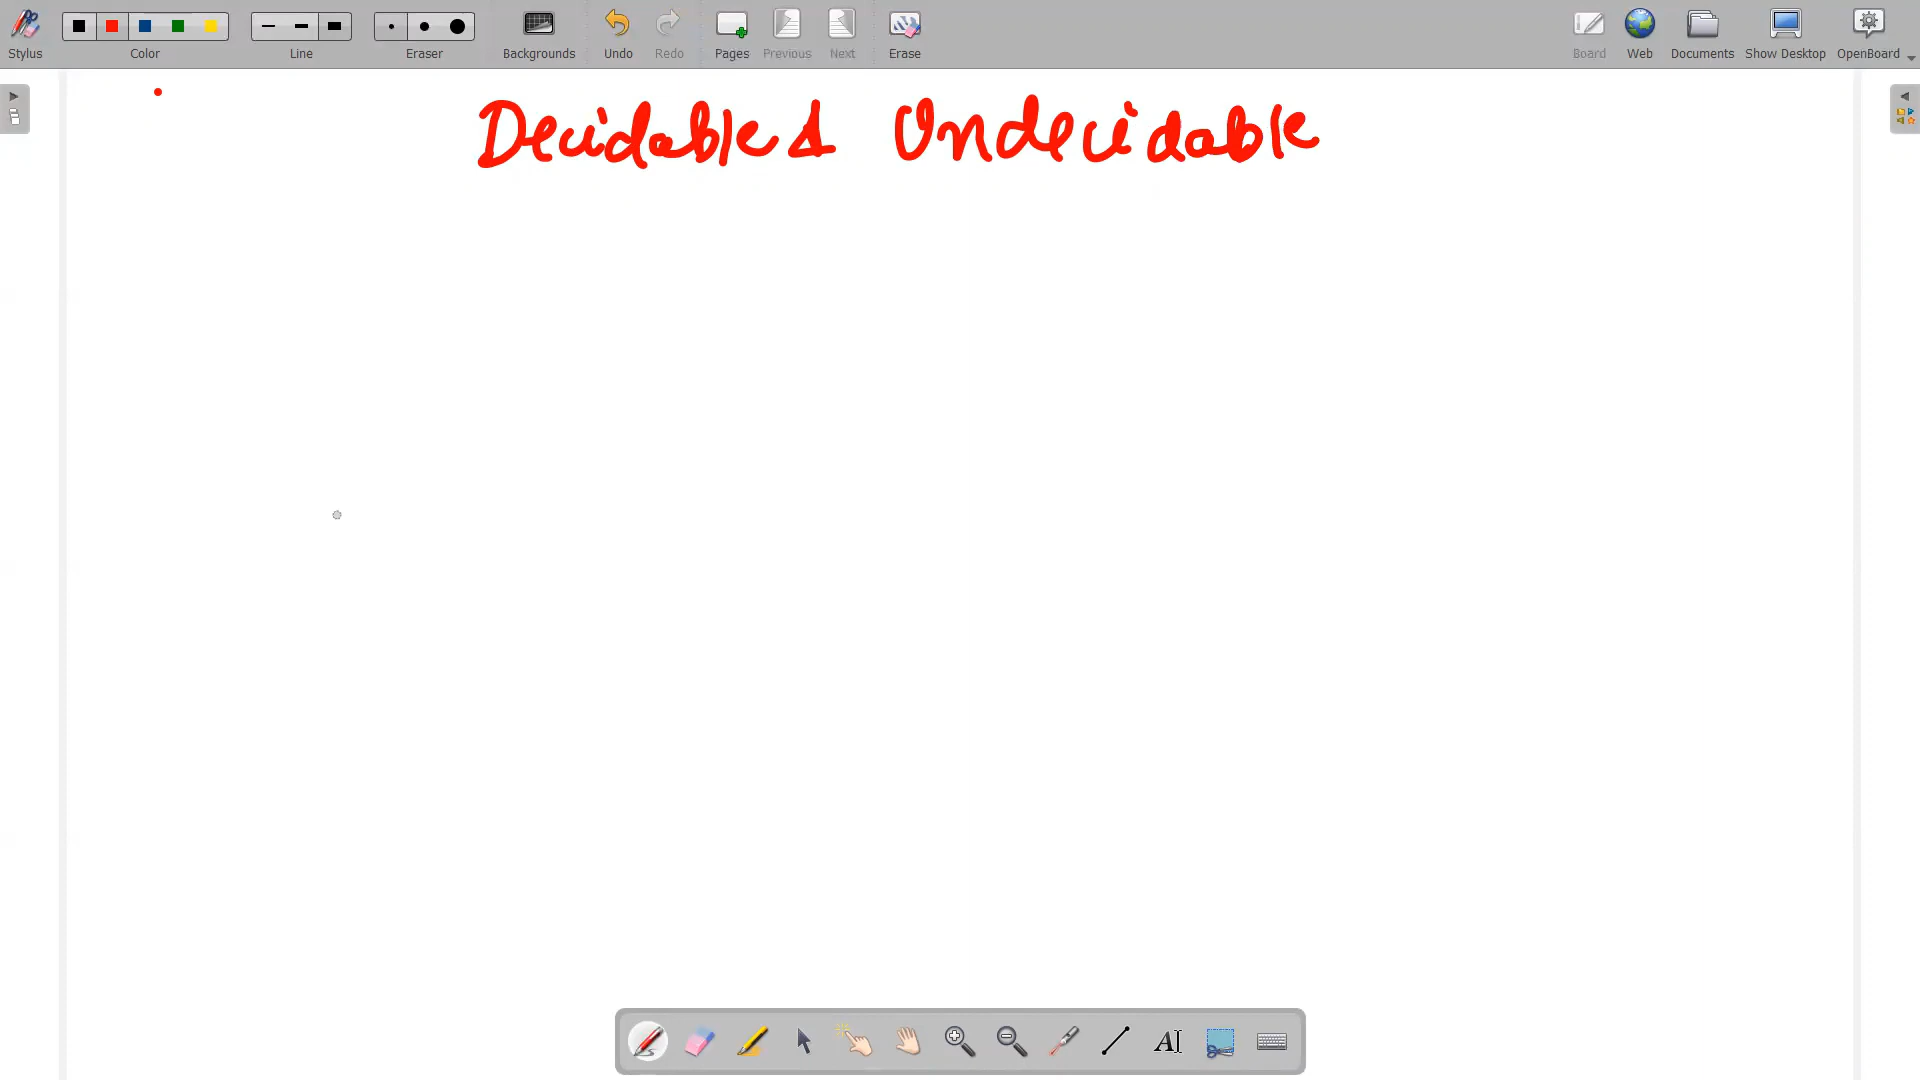 Stylus Color Line Eraser Backgrounds Undo Redo Pages Previous Next Erase Board Web Documents Show Desktop OpenBoard
Decidable & Undecidable